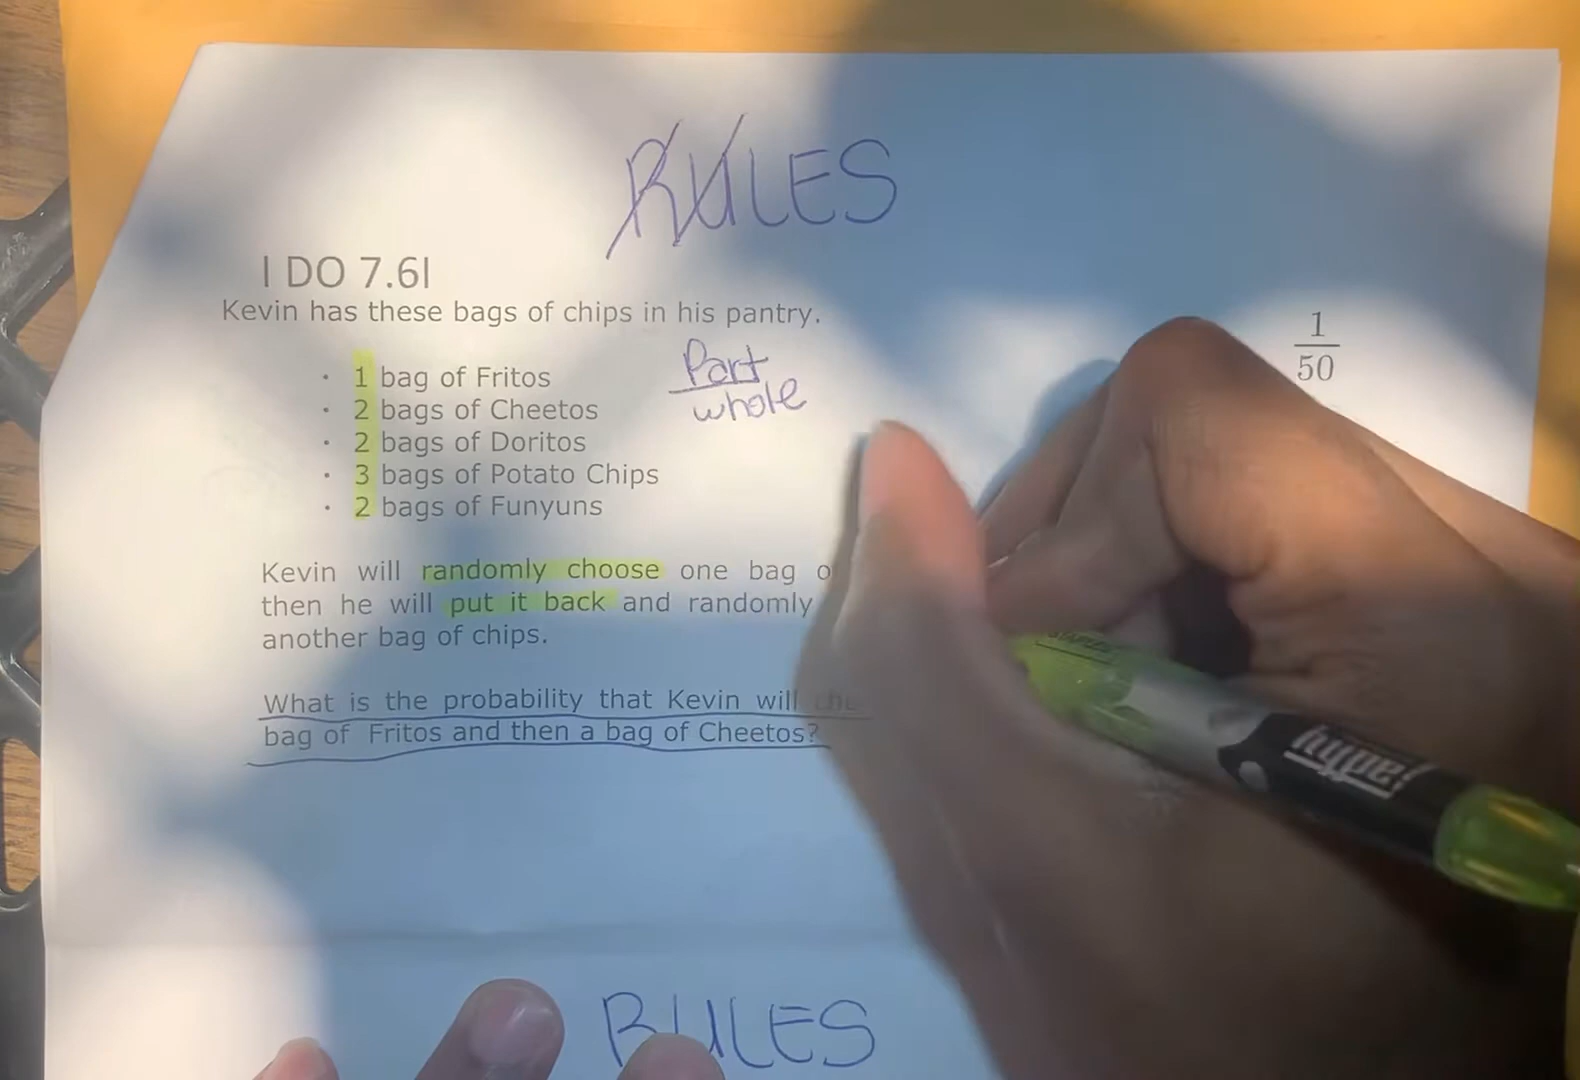 RULES
I DO 7.6I
Kevin has these bags of chips in his pantry.
1
50
· 1 bag of Fritos
Part
whole
· 2 bags of Cheetos
· 2 bags of Doritos
· 3 bags of Potato Chips
· 2 bags of Funyuns
Kevin will randomly choose one bag
then he will put it back and randomly
another bag of chips.
What is the probability that Kevin will
bag of Fritos and then a bag of Cheetos?
jaffny
RULES